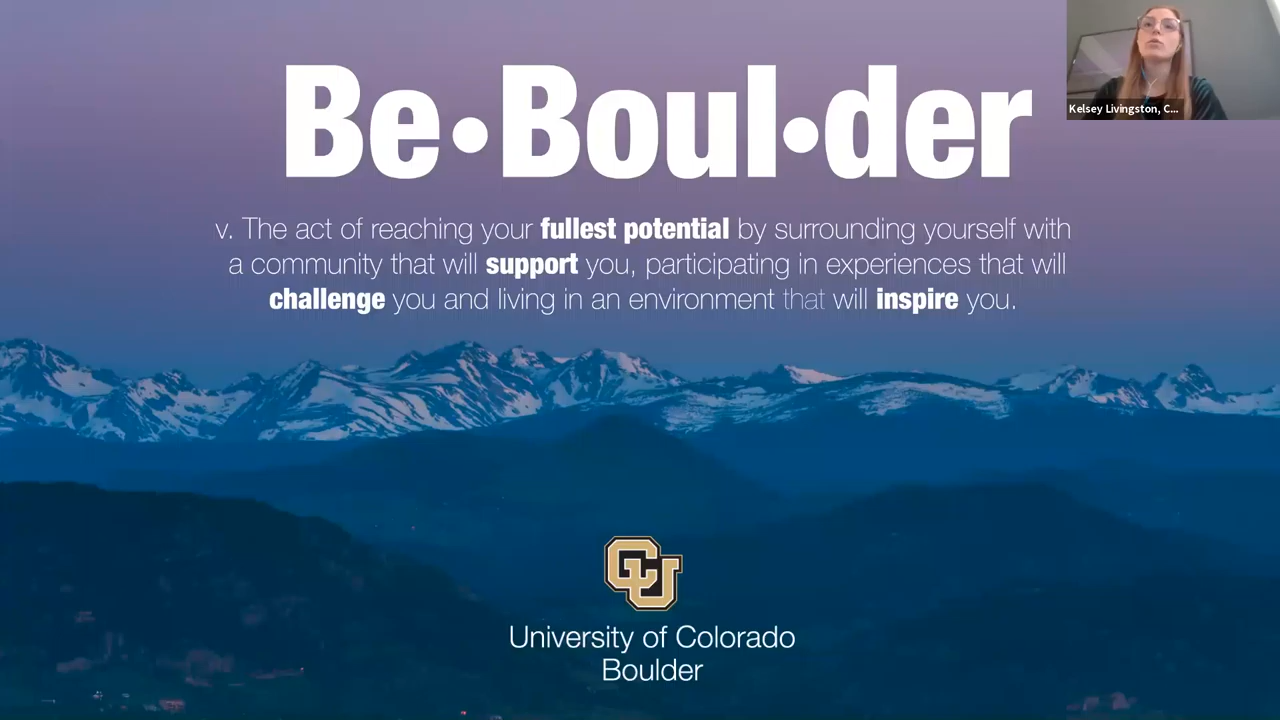 Be•Boul•der
Kelsey Livingston, C...
v. The act of reaching your fullest potential by surrounding yourself with
a community that will support you, participating in experiences that will
challenge you and living in an environment that will inspire you.
CU
University of Colorado
Boulder